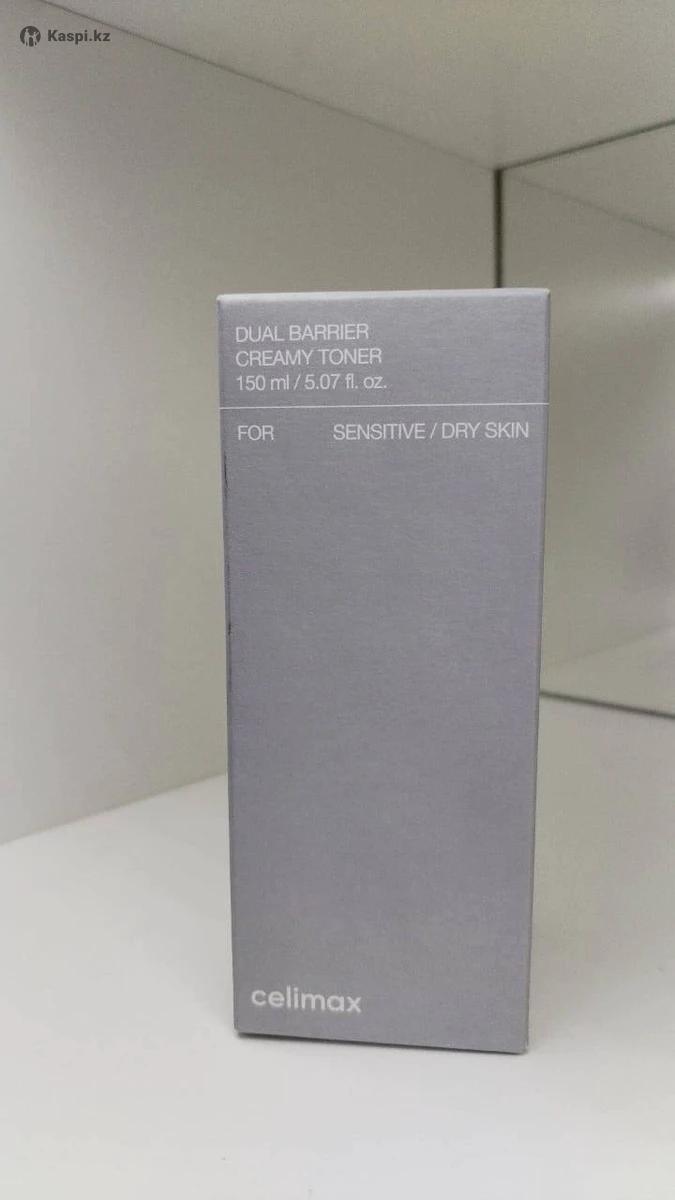 Kaspi.kz
DUAL BARRIER
CREAMY TONER
150 ml / 5.07 fl. oz.
FOR SENSITIVE / DRY SKIN
celimax